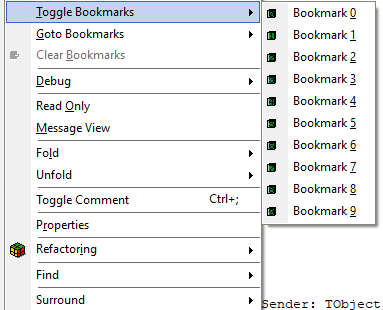 Toggle Bookmarks
Goto Bookmarks
Clear Bookmarks
Debug
Read Only
Message View
Fold
Unfold
Toggle Comment Ctrl+;
Properties
Refactoring
Find
Surround
Bookmark 0
Bookmark 1
Bookmark 2
Bookmark 3
Bookmark 4
Bookmark 5
Bookmark 6
Bookmark 7
Bookmark 8
Bookmark 9
Sender: TObject